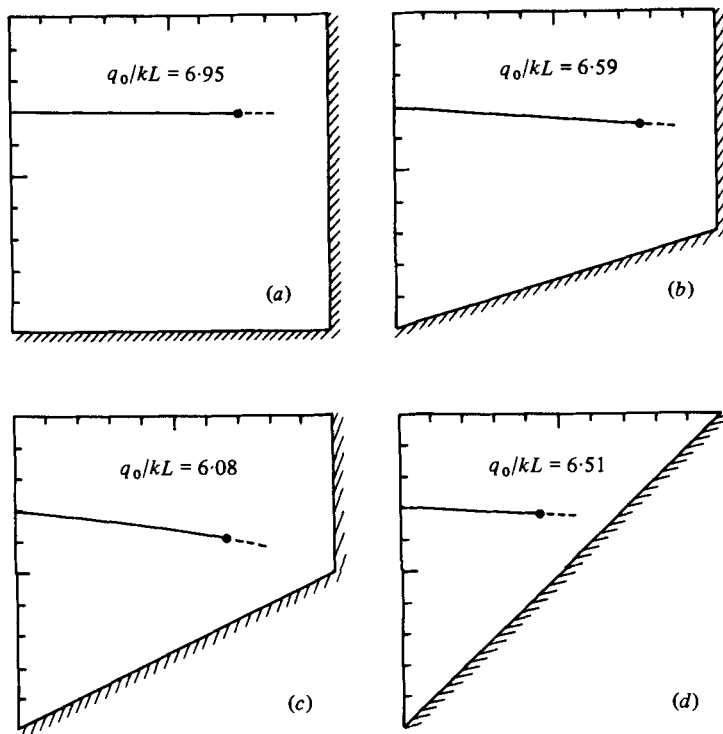 q₀/kL = 6·95
(a)
q₀/kL = 6·59
(b)
q₀/kL = 6·08
(c)
q₀/kL = 6·51
(d)